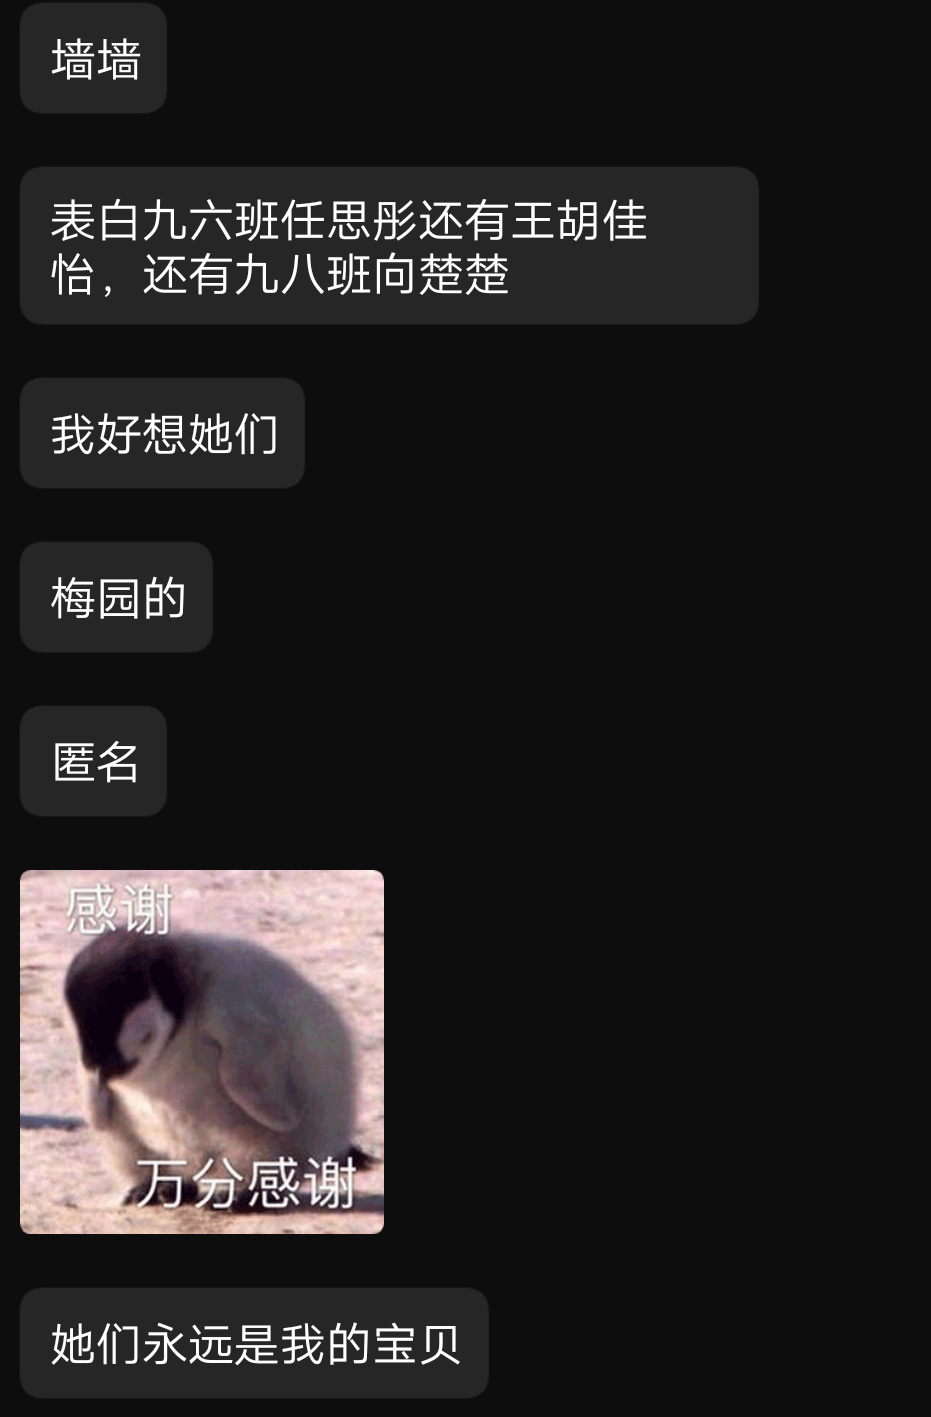 墙墙
表白九六班任思彤还有王胡佳
怡，还有九八班向楚楚
我好想她们
梅园的
匿名
感谢
万分感谢
她们永远是我的宝贝